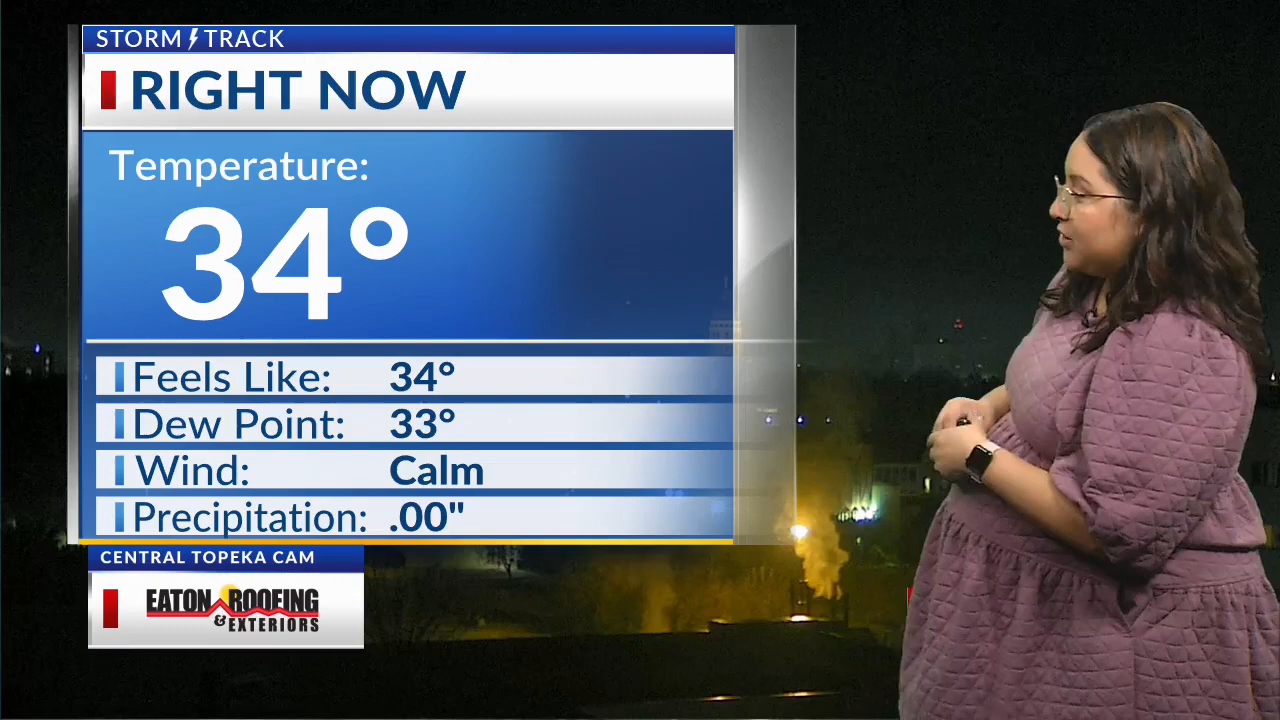 STORM TRACK
RIGHT NOW
Temperature:
34°
Feels Like: 34°
Dew Point: 33°
Wind: Calm
Precipitation: .00"
CENTRAL TOPEKA CAM
EATON ROOFING
& EXTERIORS